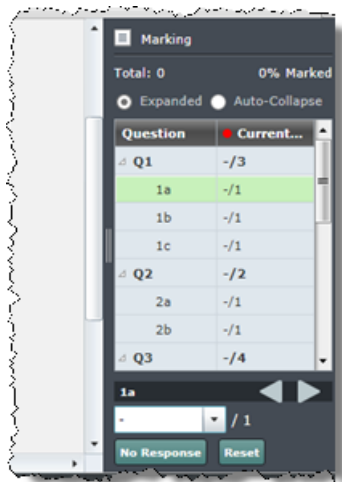 Marking
Total: 0 0% Marked
Expanded Auto-Collapse
Question Current...
Q1 -/3
1a -/1
1b -/1
1c -/1
Q2 -/2
2a -/1
2b -/1
Q3 -/4
1a
- / 1
No Response Reset